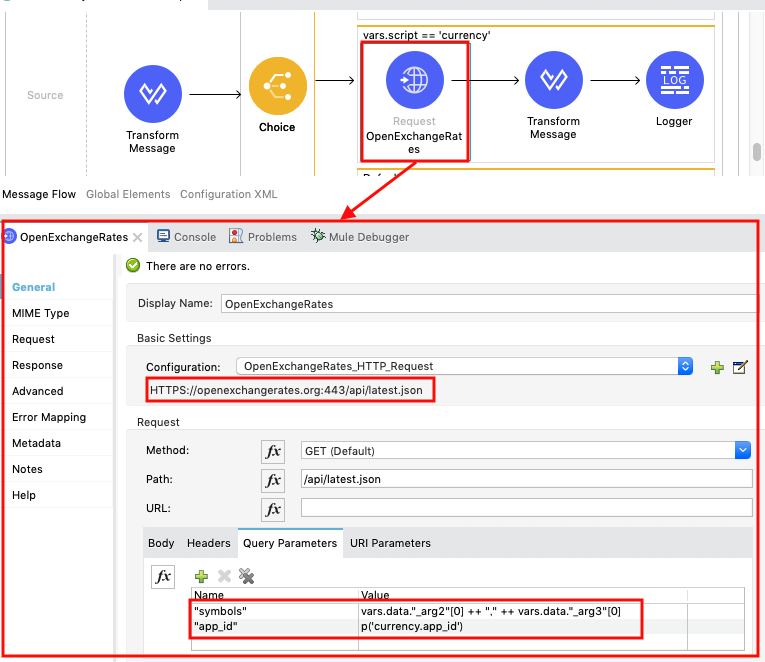 vars.script == 'currency'
Source
Transform
Message
Choice
Request
OpenExchangeRat
es
Transform
Message
LOG
Logger
Message Flow Global Elements Configuration XML
OpenExchangeRates Console Problems Mule Debugger
There are no errors.
General
MIME Type
Request
Response
Advanced
Error Mapping
Metadata
Notes
Help
Display Name: OpenExchangeRates
Basic Settings
Configuration: OpenExchangeRates_HTTP_Request
HTTPS://openexchangerates.org:443/api/latest.json
Request
Method: fx GET (Default)
Path: fx /api/latest.json
URL: fx
Body Headers Query Parameters URI Parameters
fx
Name Value
"symbols" vars.data."_arg2"[0] ++ "," ++ vars.data."_arg3"[0]
"app_id" p('currency.app_id')